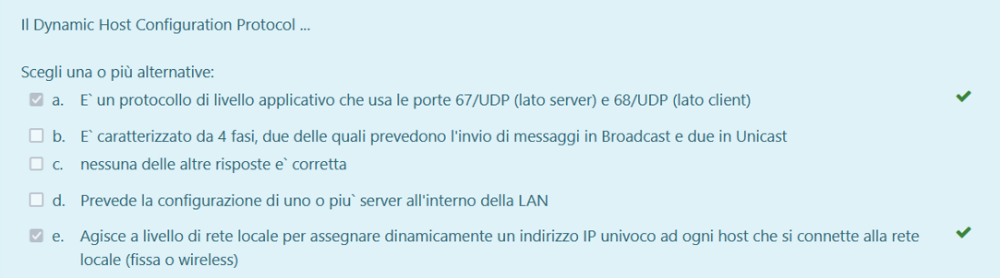 Il Dynamic Host Configuration Protocol ...
Scegli una o più alternative:
a. E` un protocollo di livello applicativo che usa le porte 67/UDP (lato server) e 68/UDP (lato client)
b. E` caratterizzato da 4 fasi, due delle quali prevedono l'invio di messaggi in Broadcast e due in Unicast
c. nessuna delle altre risposte e` corretta
d. Prevede la configurazione di uno o piu` server all'interno della LAN
e. Agisce a livello di rete locale per assegnare dinamicamente un indirizzo IP univoco ad ogni host che si connette alla rete
locale (fissa o wireless)